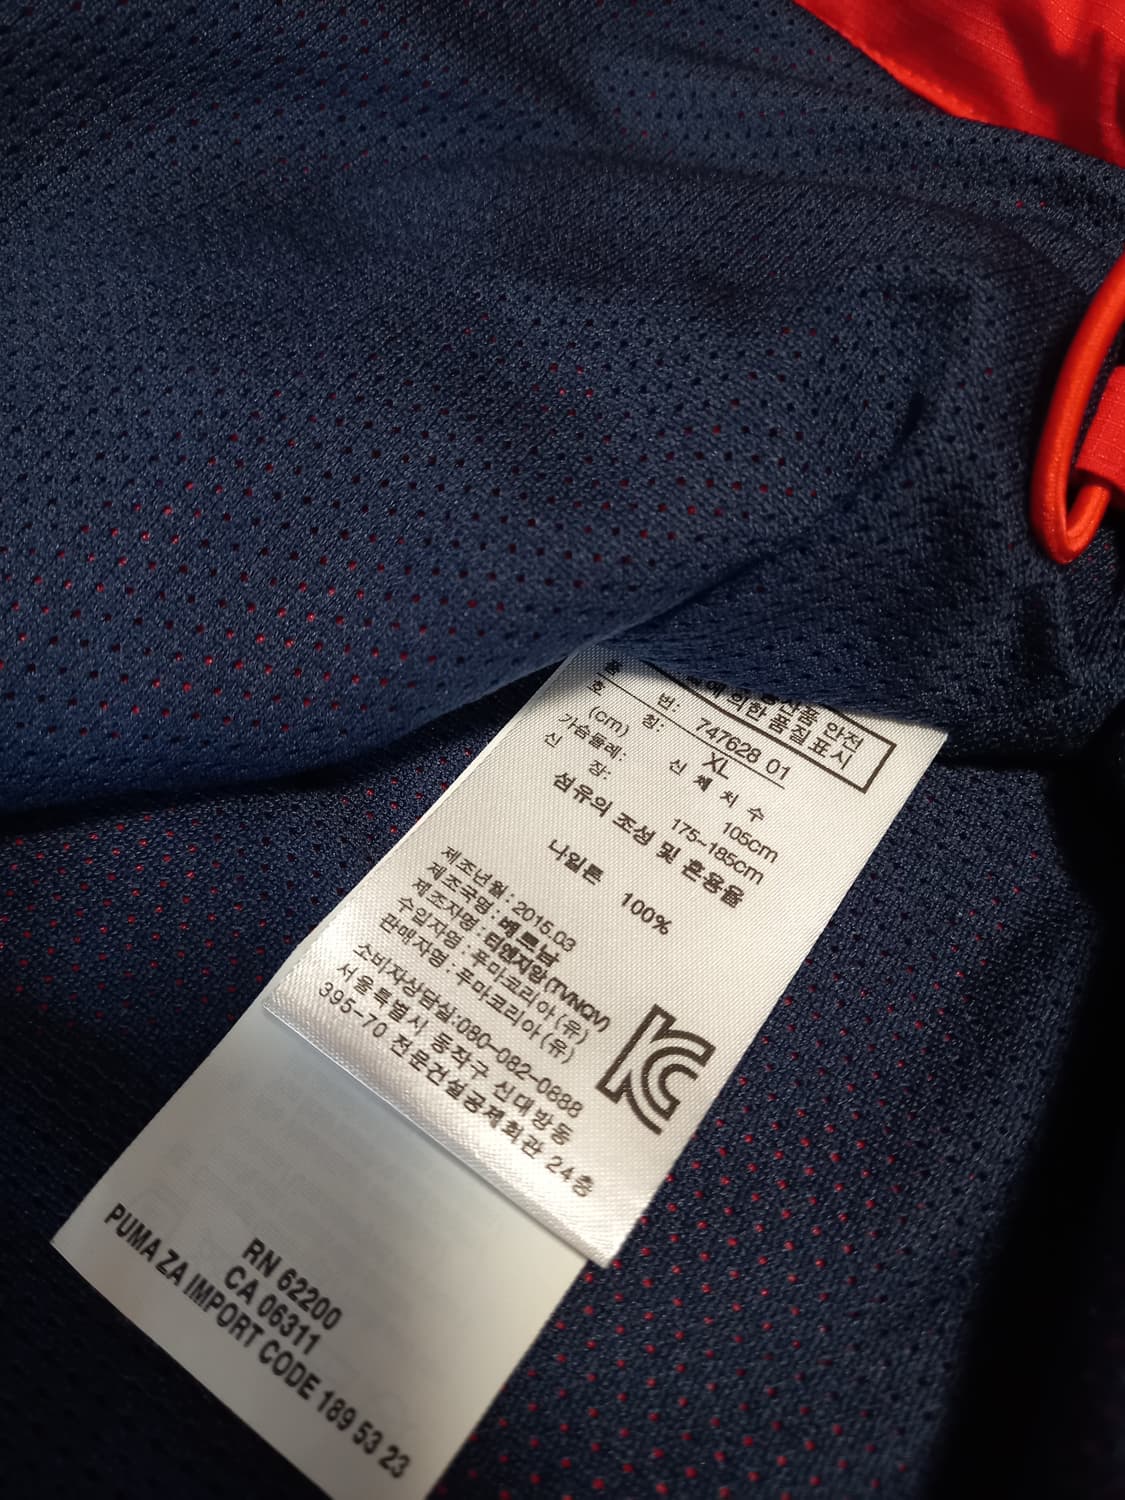 품 번: 747628 01
호 칭: XL
(cm) 신 체 치 수
가슴둘레: 105cm
신 장: 175~185cm
섬유의 조성 및 혼용율
나일론 100%
제조년월 : 2015.03
제조국명 : 베트남
제조자명 : 티엔지앙(TVNQV)
수입자명 : 푸마코리아(유)
판매자명 : 푸마코리아(유)
소비자상담실:080-082-0888
서울특별시 동작구 신대방동
395-70 전문건설공제회관 24층
RN 62200
CA 06311
PUMA ZA IMPORT CODE 189 53 23